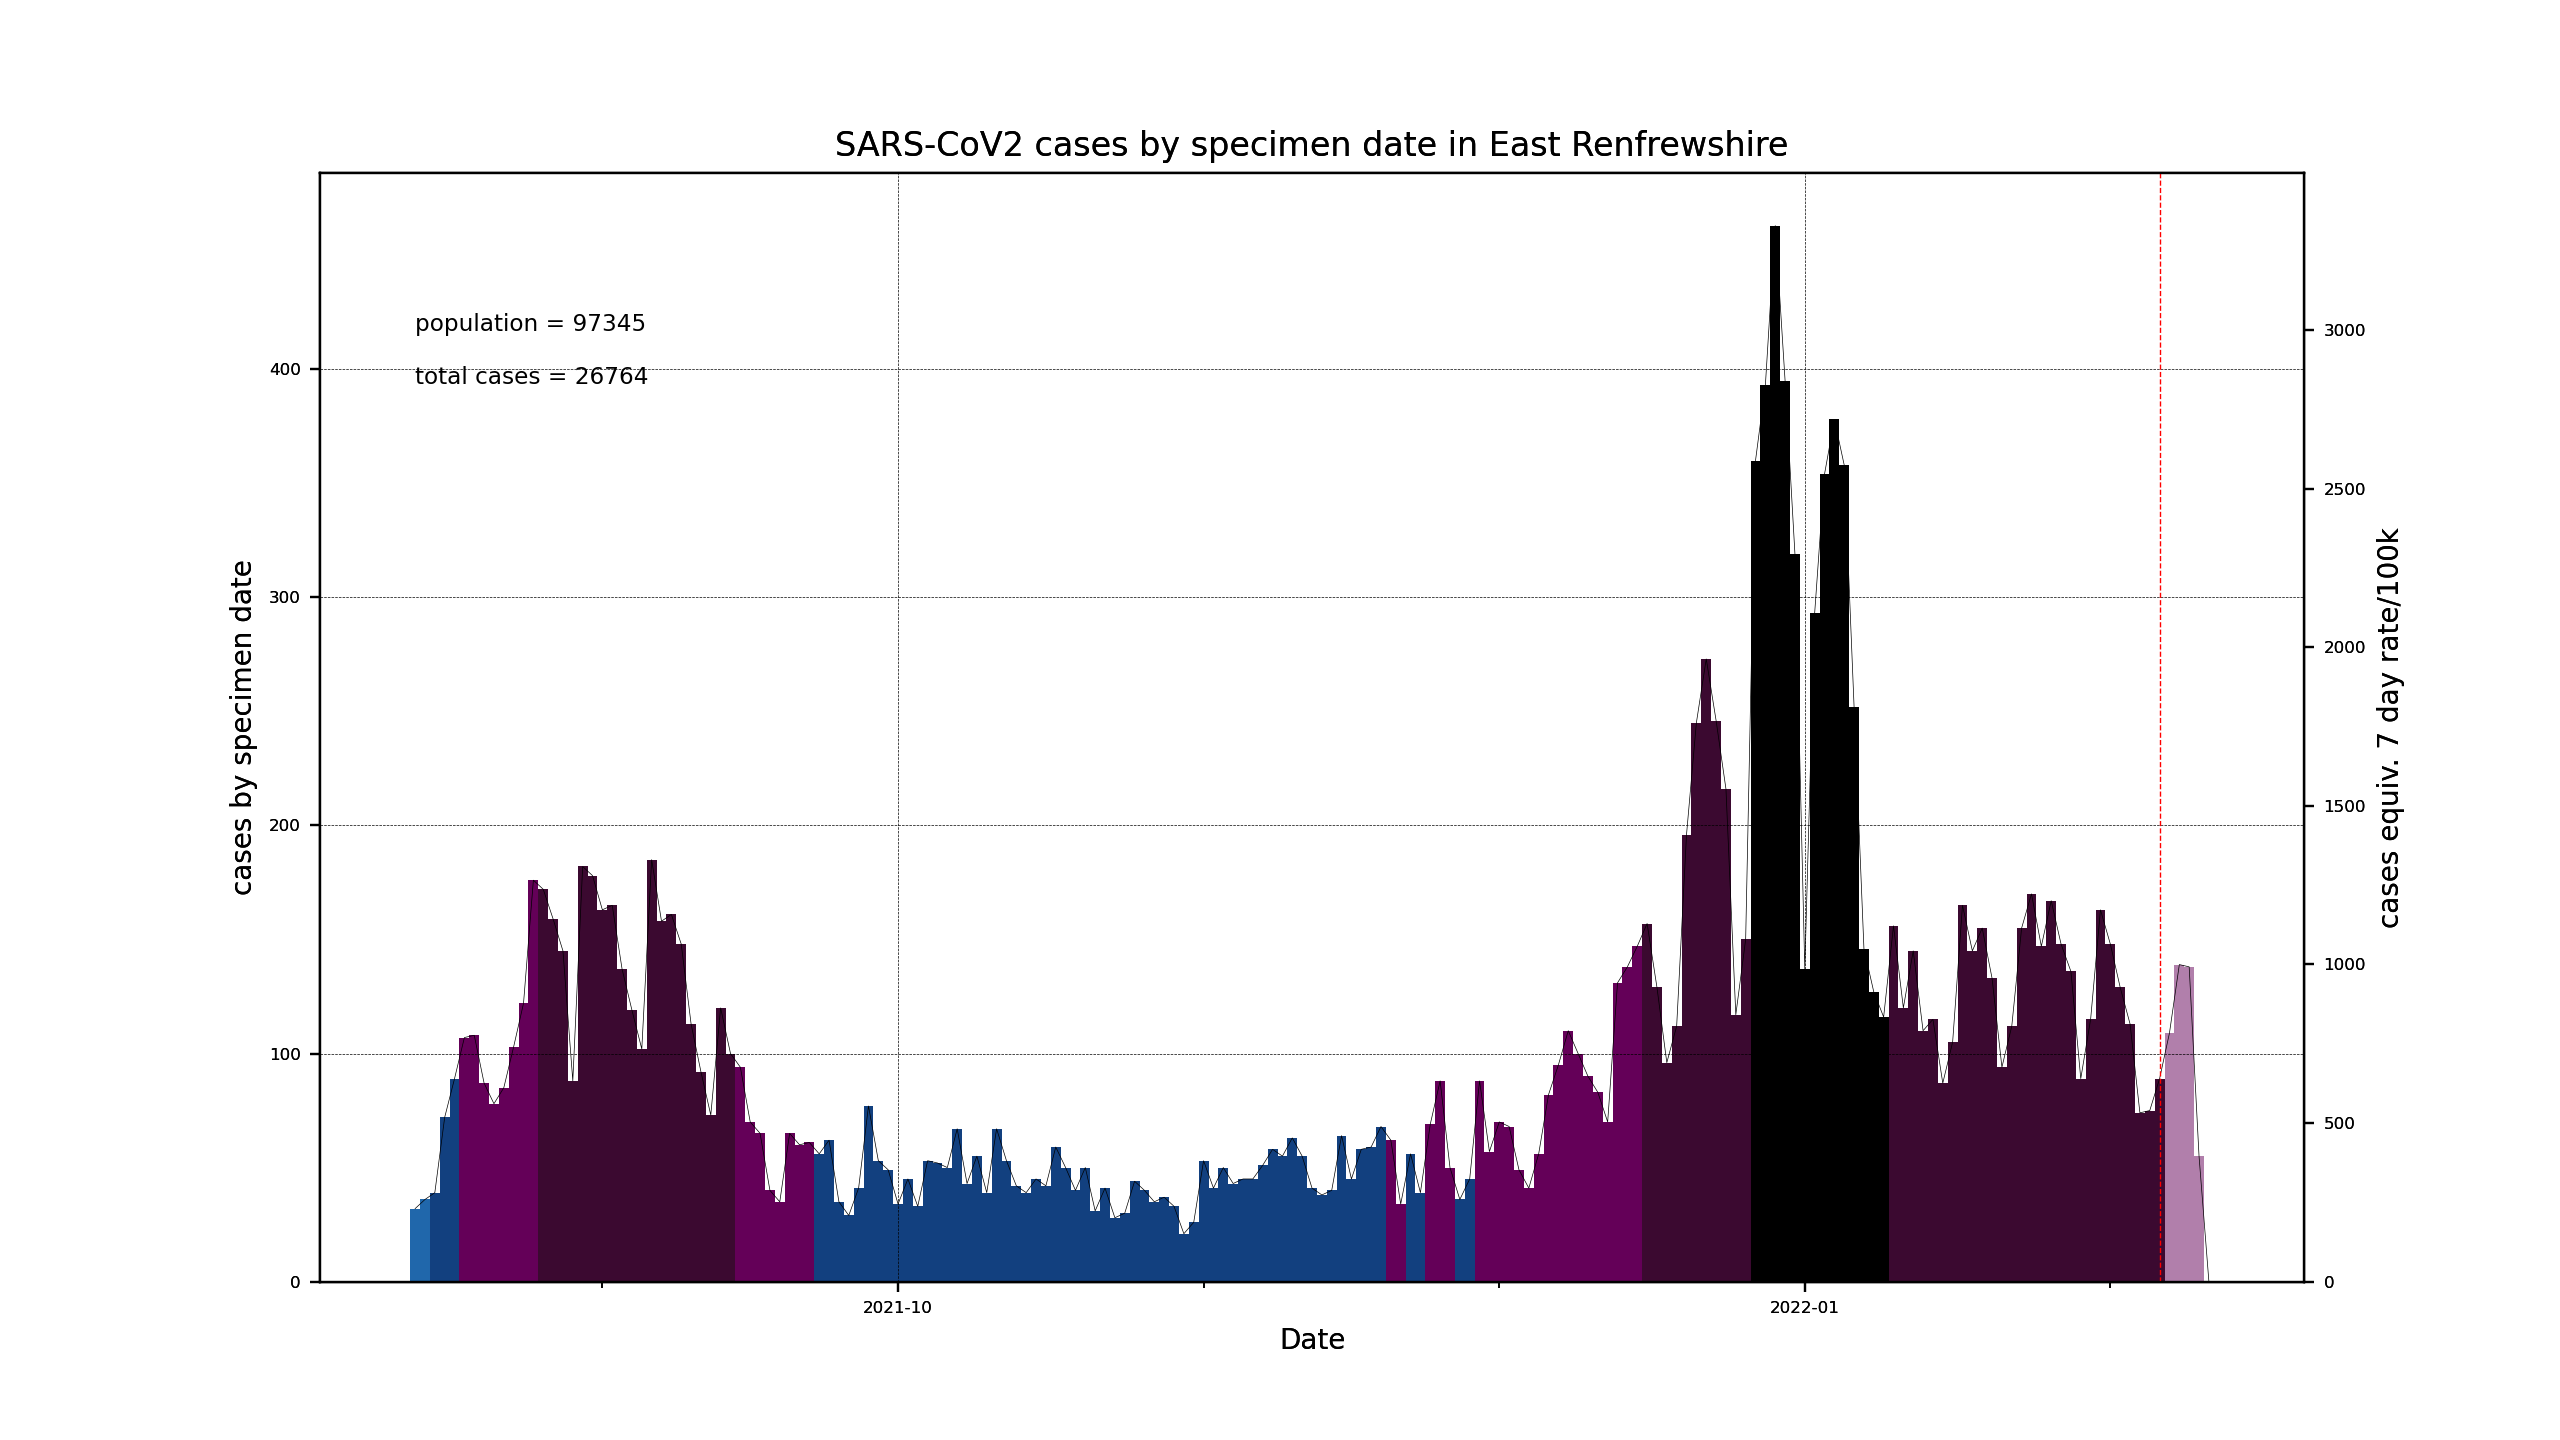 SARS-CoV2 cases by specimen date in East Renfrewshire
population = 97345
total cases = 26764
cases by specimen date
400
300
200
100
0
3000
2500
2000
1500
1000
500
0
cases equiv. 7 day rate/100k
2021-10
2022-01
Date